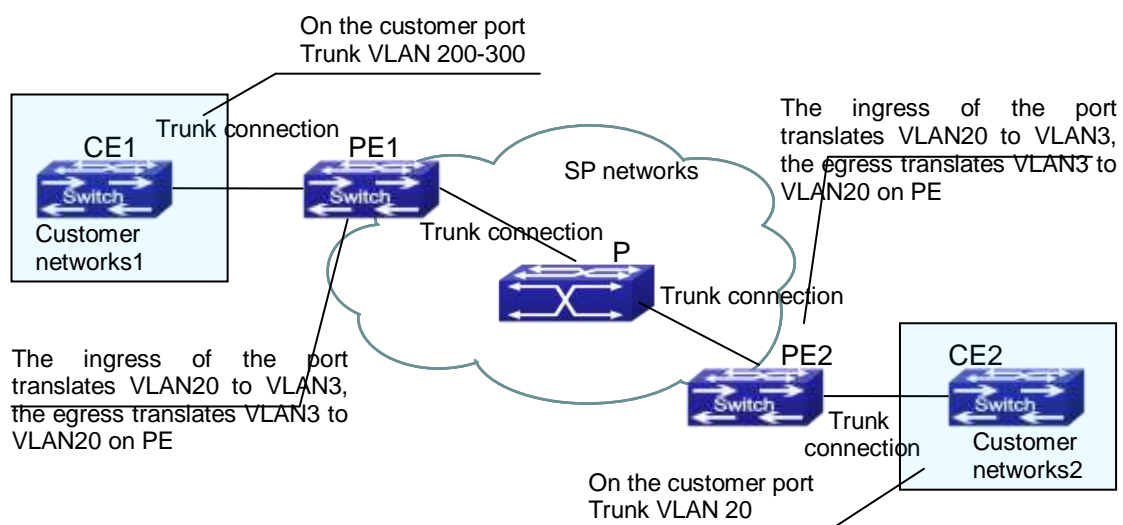 On the customer port
Trunk VLAN 200-300
Trunk connection
CE1
Switch
Customer
networks1
PE1
Switch
SP networks
Trunk connection
P
Trunk connection
The ingress of the port
translates VLAN20 to VLAN3,
the egress translates VLAN3 to
VLAN20 on PE
The ingress of the port
translates VLAN20 to VLAN3,
the egress translates VLAN3 to
VLAN20 on PE
PE2
Switch
Trunk
connection
CE2
Switch
Customer
networks2
On the customer port
Trunk VLAN 20